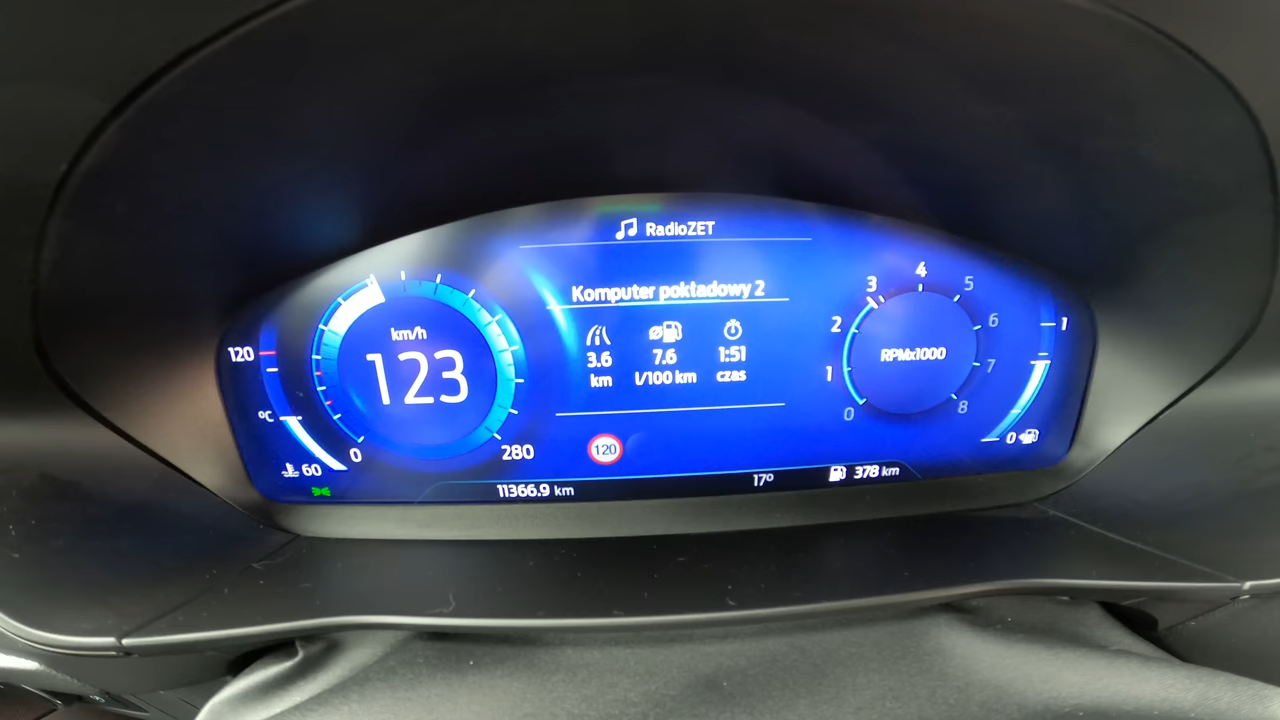 RadioZET
Komputer pokładowy 2
3.6 7.6 1:51
km l/100 km czas
120
°C
60
km/h
123
0
280
120
0
1
2
3
4
5
6
7
8
RPMx1000
1
0
11366.9 km
17°
378 km